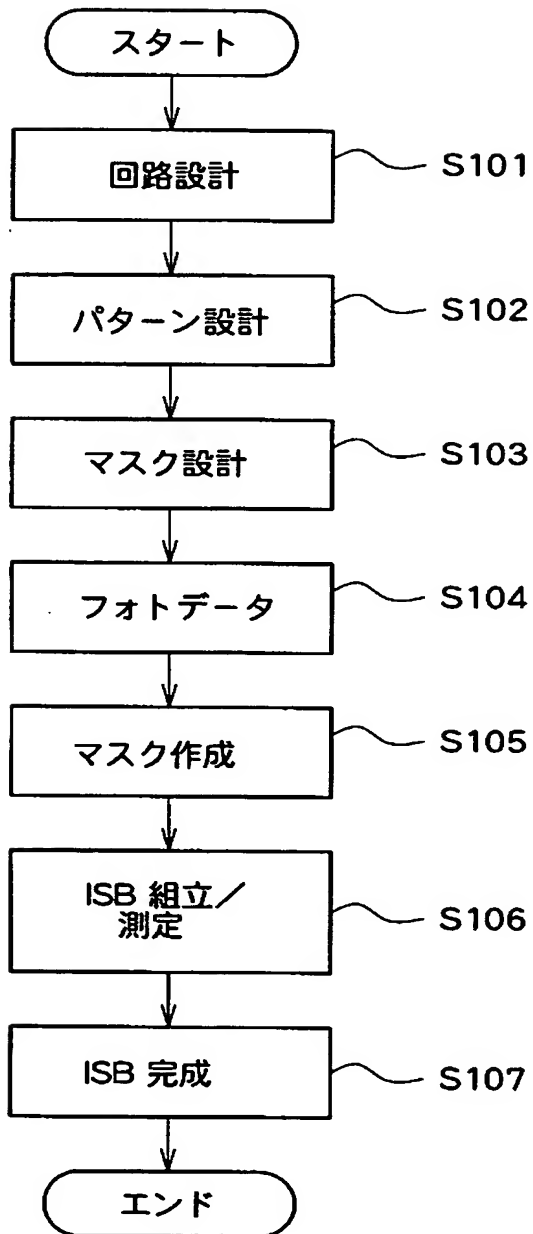 スタート
回路設計
S101
パターン設計
S102
マスク設計
S103
フォトデータ
S104
マスク作成
S105
ISB 組立／
測定
S106
ISB 完成
S107
エンド